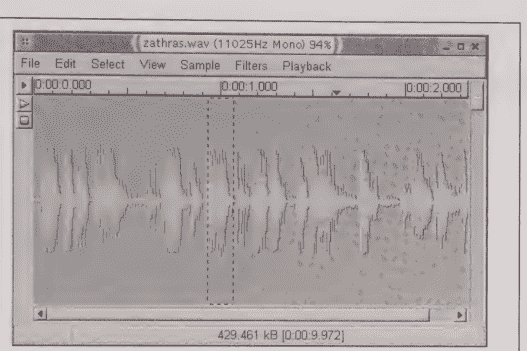 zathras.wav (11025Hz Mono) 94%
File Edit Select View Sample Filters Playback
0:00:0.000 0:00:1.000 0:00:2.000
429.461 kB [0:00:9.972]